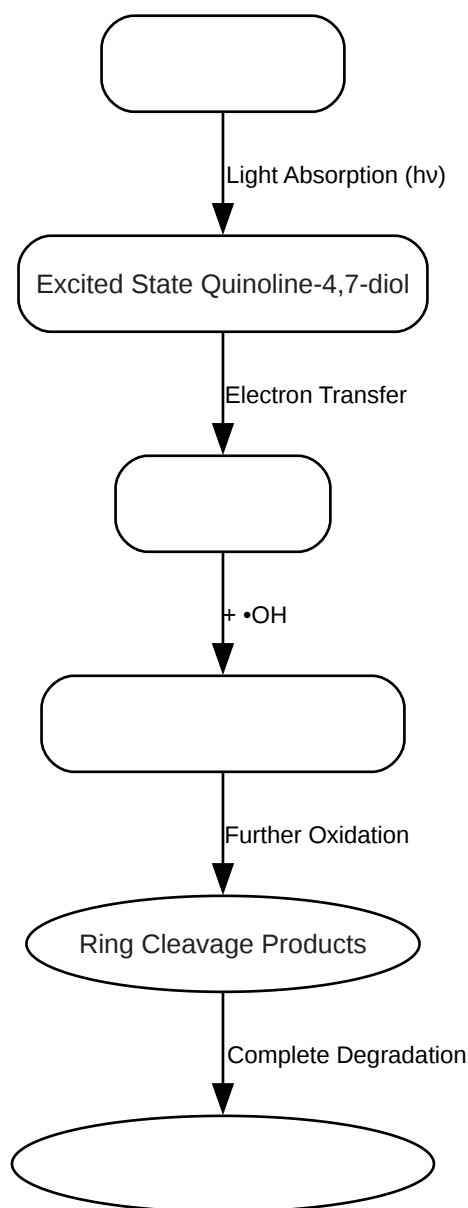 Light Absorption (hν)
Excited State Quinoline-4,7-diol
Electron Transfer
+ •OH
Further Oxidation
Ring Cleavage Products
Complete Degradation